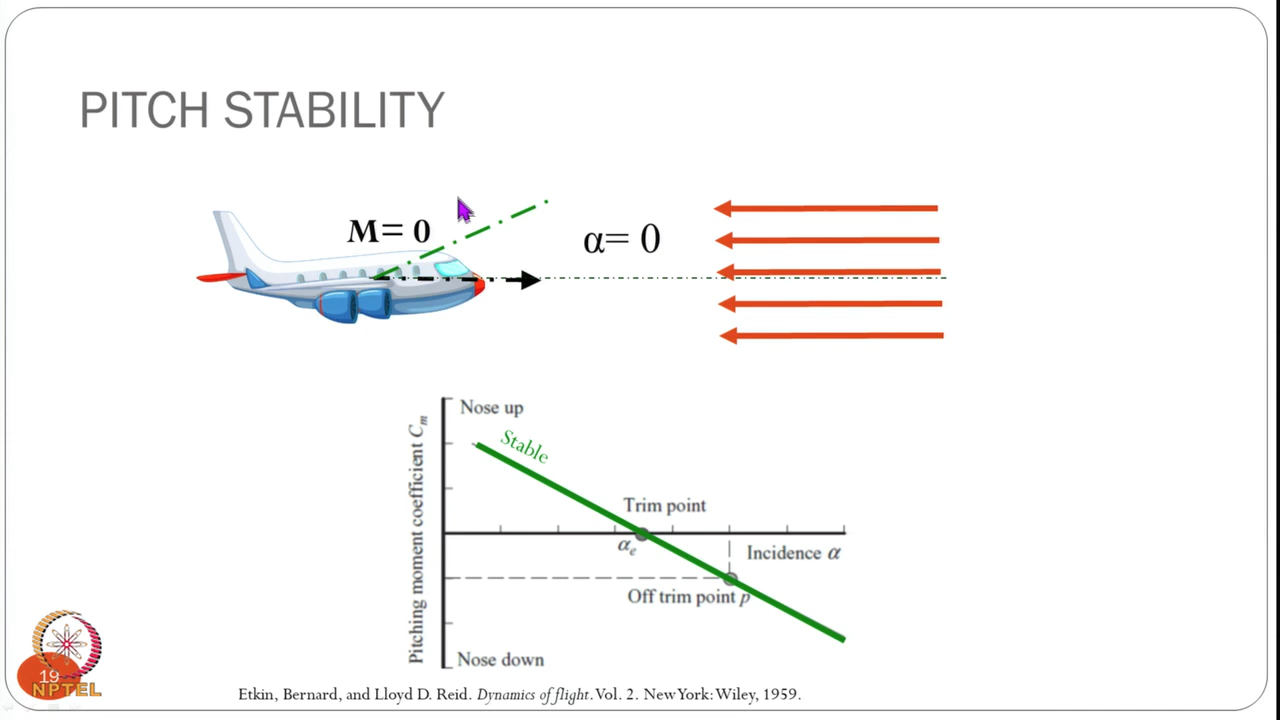 PITCH STABILITY
M= 0
α= 0
Pitching moment coefficient Cm
Nose up
Stable
Trim point
αe
Incidence α
Off trim point p
Nose down
19
NPTEL
Etkin, Bernard, and Lloyd D. Reid. Dynamics of flight. Vol. 2. New York: Wiley, 1959.